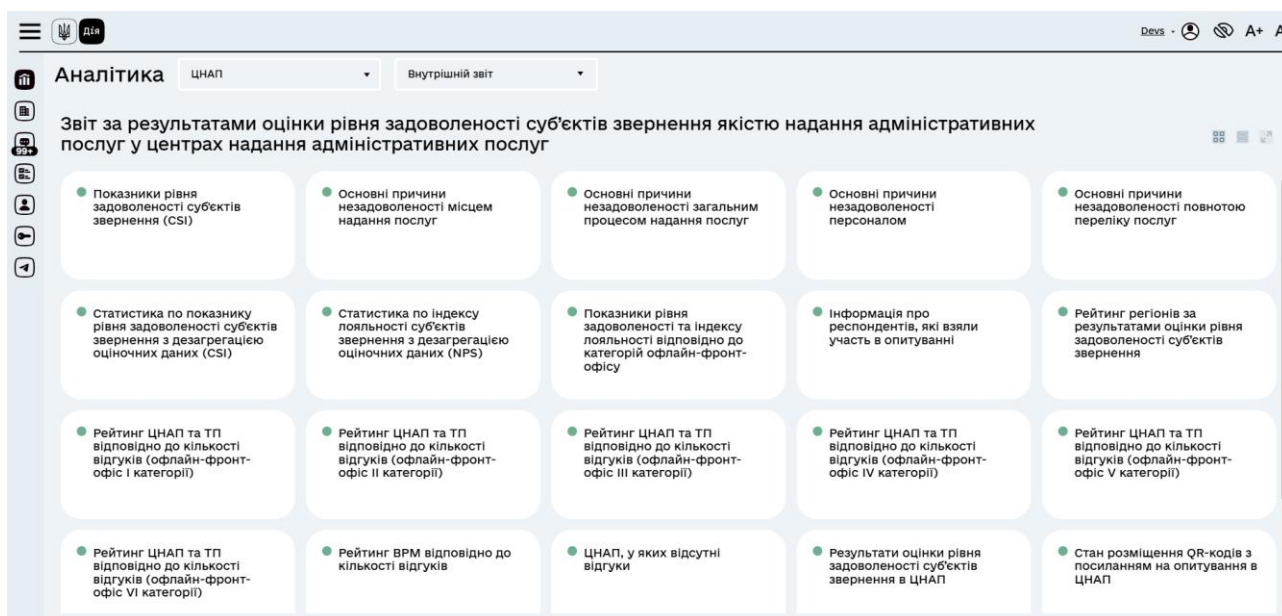 Дія
Devs
A+
Аналітика
ЦНАП
Внутрішній звіт
99+
Звіт за результатами оцінки рівня задоволеності суб’єктів звернення якістю надання адміністративних
послуг у центрах надання адміністративних послуг
Показники рівня
задоволеності суб’єктів
звернення (CSI)
Основні причини
незадоволеності місцем
надання послуг
Основні причини
незадоволеності загальним
процесом надання послуг
Основні причини
незадоволеності
персоналом
Основні причини
незадоволеності повнотою
переліку послуг
Статистика по показнику
рівня задоволеності суб’єктів
звернення з дезагрегацією
оціночних даних (CSI)
Статистика по індексу
лояльності суб’єктів
звернення з дезагрегацією
оціночних даних (NPS)
Показники рівня
задоволеності та індексу
лояльності відповідно до
категорій офлайн-фронт-
офісу
Інформація про
респондентів, які взяли
участь в опитуванні
Рейтинг регіонів за
результатами оцінки рівня
задоволеності суб’єктів
звернення
Рейтинг ЦНАП та ТП
відповідно до кількості
відгуків (офлайн-фронт-
офіс I категорії)
Рейтинг ЦНАП та ТП
відповідно до кількості
відгуків (офлайн-фронт-
офіс II категорії)
Рейтинг ЦНАП та ТП
відповідно до кількості
відгуків (офлайн-фронт-
офіс III категорії)
Рейтинг ЦНАП та ТП
відповідно до кількості
відгуків (офлайн-фронт-
офіс IV категорії)
Рейтинг ЦНАП та ТП
відповідно до кількості
відгуків (офлайн-фронт-
офіс V категорії)
Рейтинг ЦНАП та ТП
відповідно до кількості
відгуків (офлайн-фронт-
офіс VI категорії)
Рейтинг ВРМ відповідно до
кількості відгуків
ЦНАП, у яких відсутні
відгуки
Результати оцінки рівня
задоволеності суб’єктів
звернення в ЦНАП
Стан розміщення QR-кодів з
посиланням на опитування в
ЦНАП